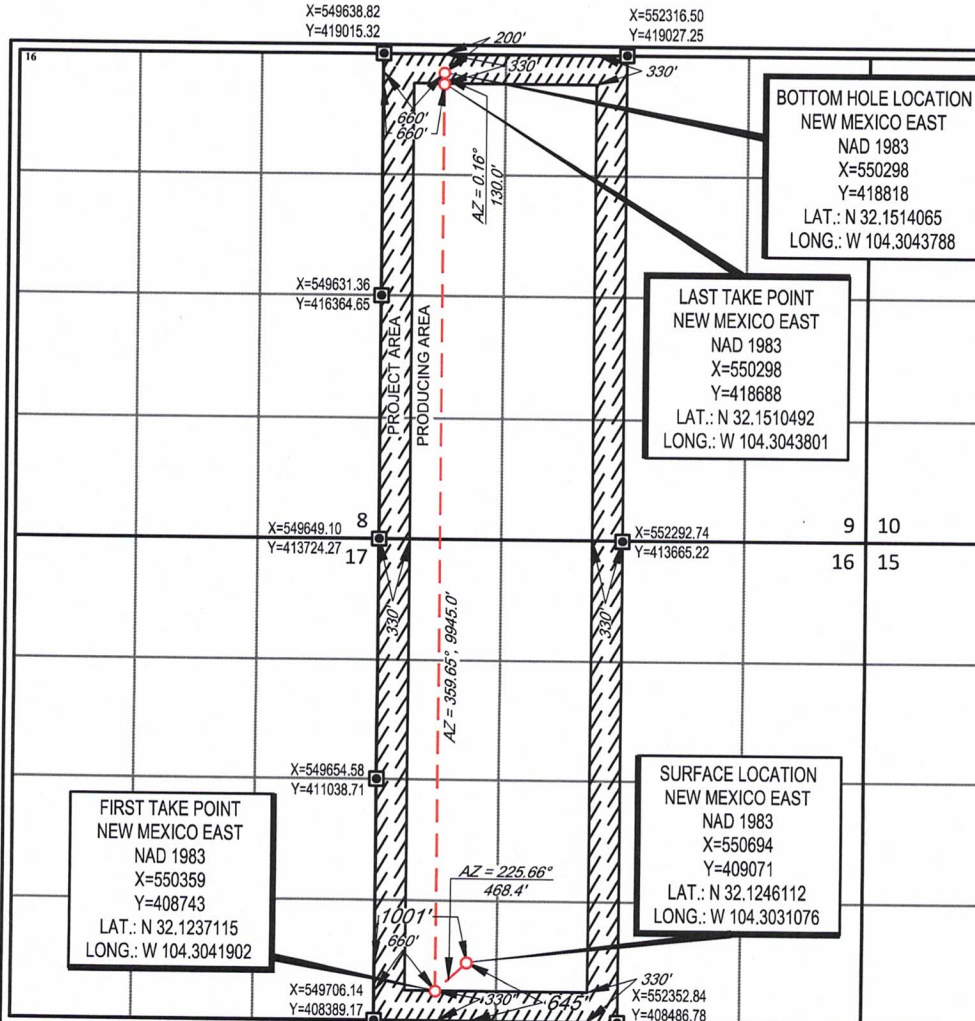 X=549638.82
Y=419015.32
X=552316.50
Y=419027.25
16
200'
330'
330'
660'
660'
AZ = 0.16°
130.0'
BOTTOM HOLE LOCATION
NEW MEXICO EAST
NAD 1983
X=550298
Y=418818
LAT.: N 32.1514065
LONG.: W 104.3043788
X=549631.36
Y=416364.65
LAST TAKE POINT
NEW MEXICO EAST
NAD 1983
X=550298
Y=418688
LAT.: N 32.1510492
LONG.: W 104.3043801
PROJECT AREA
PRODUCING AREA
X=549649.10
Y=413724.27
8
17
X=552292.74
Y=413665.22
9 10
16 15
330'
330'
AZ = 359.65°, 9945.0'
X=549654.58
Y=411038.71
FIRST TAKE POINT
NEW MEXICO EAST
NAD 1983
X=550359
Y=408743
LAT.: N 32.1237115
LONG.: W 104.3041902
SURFACE LOCATION
NEW MEXICO EAST
NAD 1983
X=550694
Y=409071
LAT.: N 32.1246112
LONG.: W 104.3031076
AZ = 225.66°
468.4'
1001'
660'
X=549706.14
Y=408389.17
330'
645'
330'
X=552352.84
Y=408486.78